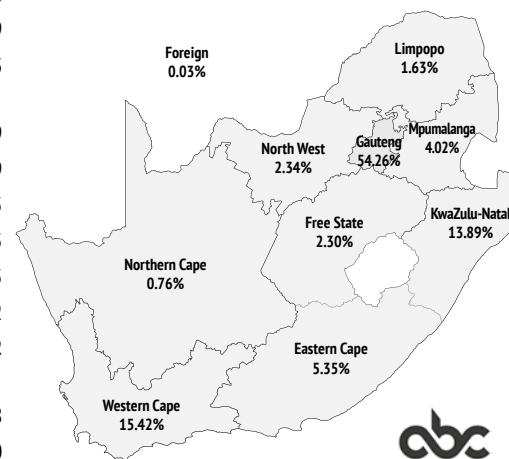 Foreign
0.03%
Limpopo
1.63%
North West
2.34%
Gauteng
54.26%
Mpumalanga
4.02%
Free State
2.30%
KwaZulu-Natal
13.89%
Northern Cape
0.76%
Eastern Cape
5.35%
Western Cape
15.42%
abc